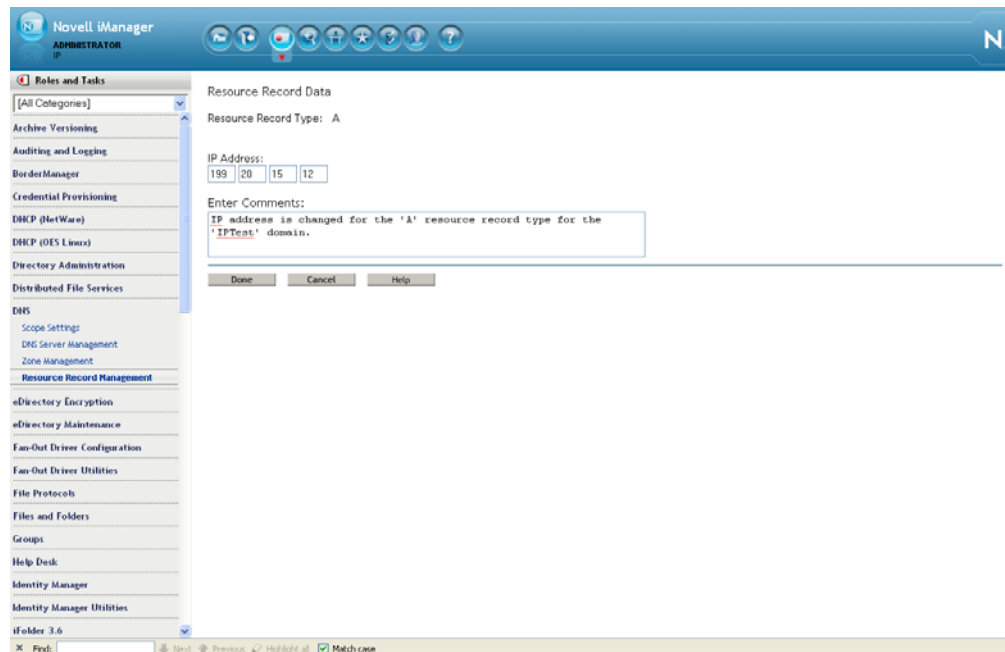 Novell iManager
ADMINISTRATOR
IP
N
Roles and Tasks
[All Categories]
Archive Versioning
Auditing and Logging
BorderManager
Credential Provisioning
DHCP (NetWare)
DHCP (OES Linux)
Directory Administration
Distributed File Services
DNS
Scope Settings
DNS Server Management
Zone Management
Resource Record Management
eDirectory Encryption
eDirectory Maintenance
Fan-Out Driver Configuration
Fan-Out Driver Utilities
File Protocols
Files and Folders
Groups
Help Desk
Identity Manager
Identity Manager Utilities
iFolder 3.6
Resource Record Data
Resource Record Type: A
IP Address:
199 20 15 12
Enter Comments:
IP address is changed for the 'A' resource record type for the
'IPTest' domain.
Done Cancel Help
Find: Next Previous Highlight all Match case